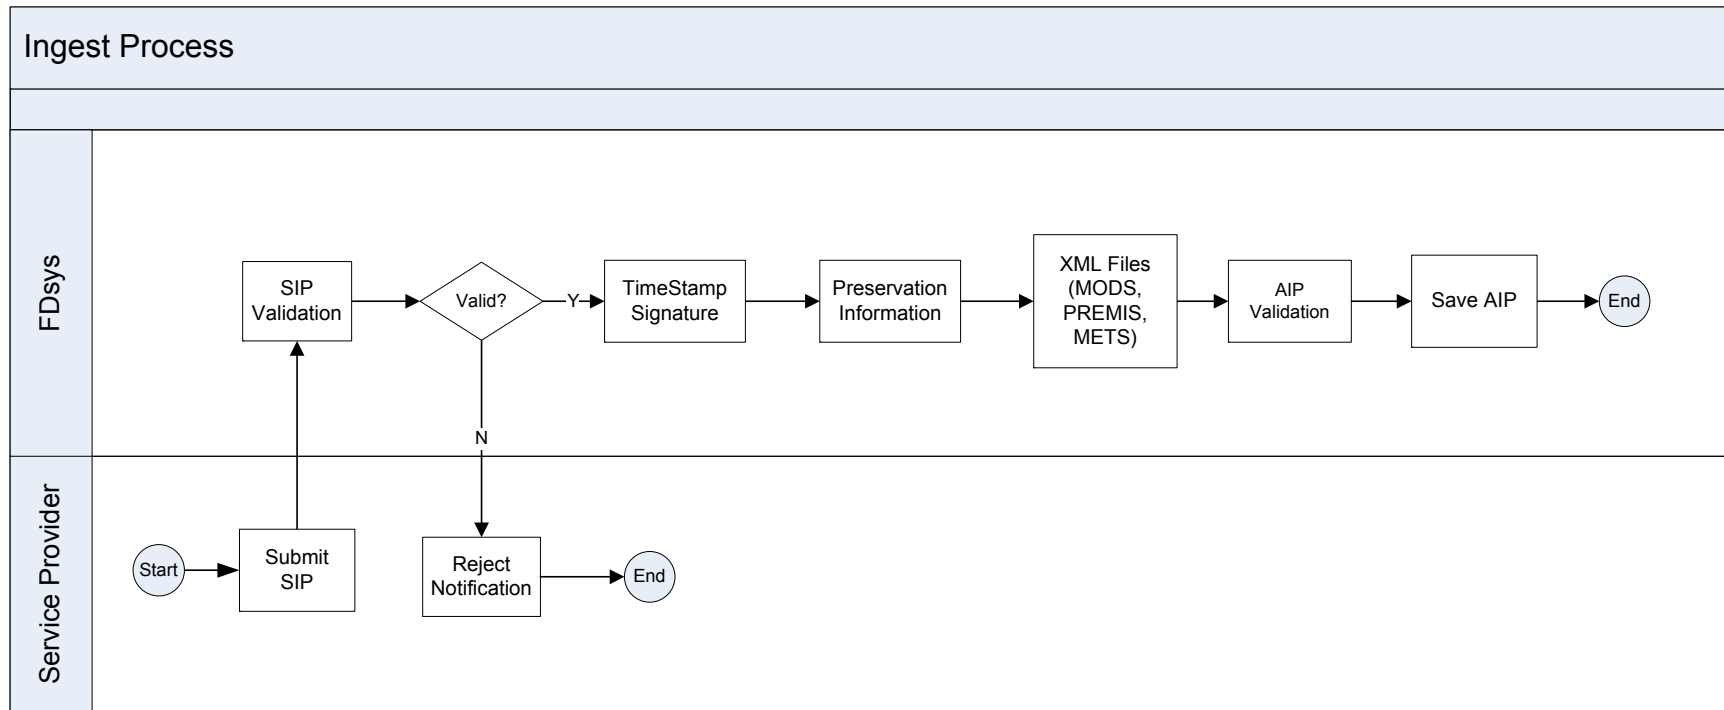 Ingest Process
FDsys
SIP
Validation
Valid?
Y
TimeStamp
Signature
Preservation
Information
XML Files
(MODS,
PREMIS,
METS)
AIP
Validation
Save AIP
End
N
Service Provider
Start
Submit
SIP
Reject
Notification
End